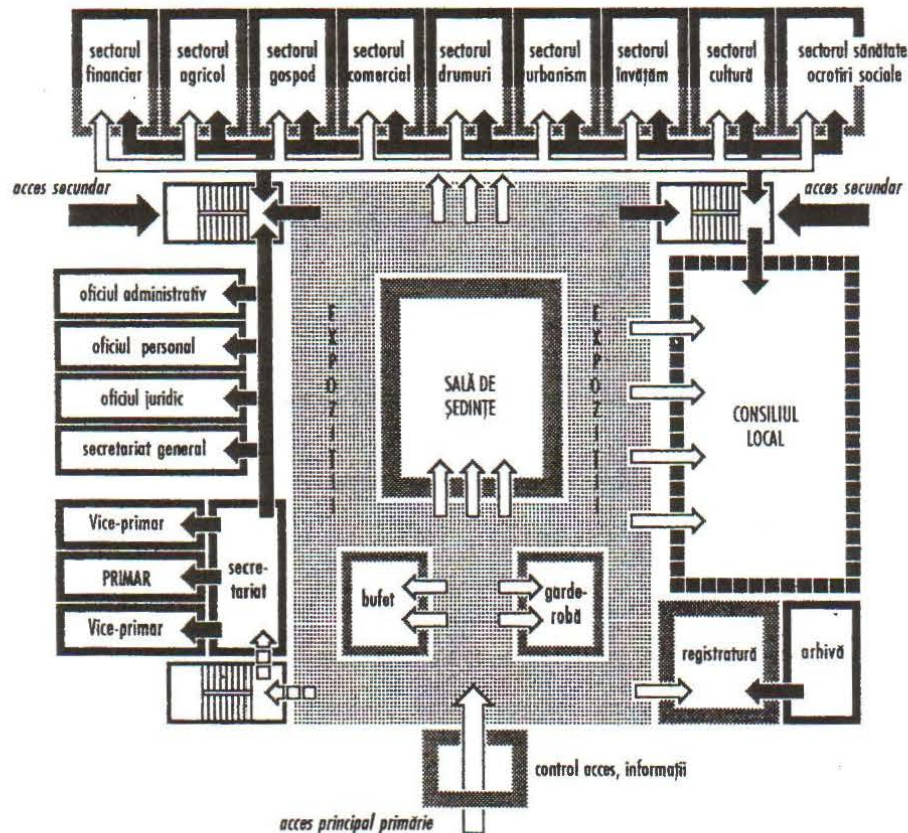 sectorul
financiar
sectorul
agricol
sectorul
gospod
sectorul
comercial
sectorul
drumuri
sectorul
urbanism
sectorul
învățăm
sectorul
cultură
sectorul sănătate
ocrotiri sociale
acces secundar
acces secundar
oficiul administrativ
oficiul personal
oficiul juridic
secretariat general
EXPOZITII
SALĂ DE
ȘEDINȚE
EXPOZITII
CONSILIUL
LOCAL
Vice-primar
PRIMAR
Vice-primar
secre-
tariat
bufet
garde-
robă
registratură
arhivă
control acces, informații
acces principal primărie